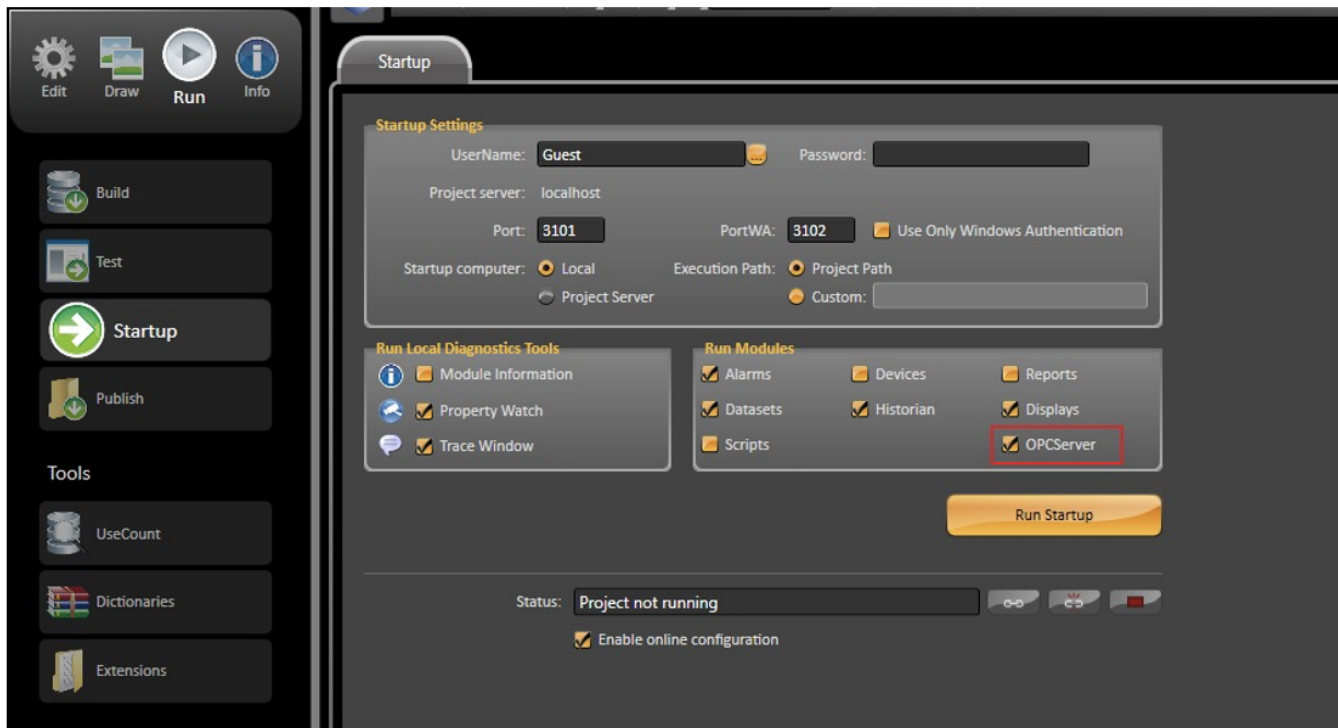 Edit Draw Run Info
Build
Test
Startup
Publish
Tools
UseCount
Dictionaries
Extensions
Startup
Startup Settings
UserName: Guest ... Password:
Project server: localhost
Port: 3101 PortWA: 3102 Use Only Windows Authentication
Startup computer: Local Execution Path: Project Path
Project Server Custom:
Run Local Diagnostics Tools
Module Information
Property Watch
Trace Window
Run Modules
Alarms Devices Reports
Datasets Historian Displays
Scripts OPCServer
Run Startup
Status: Project not running
Enable online configuration